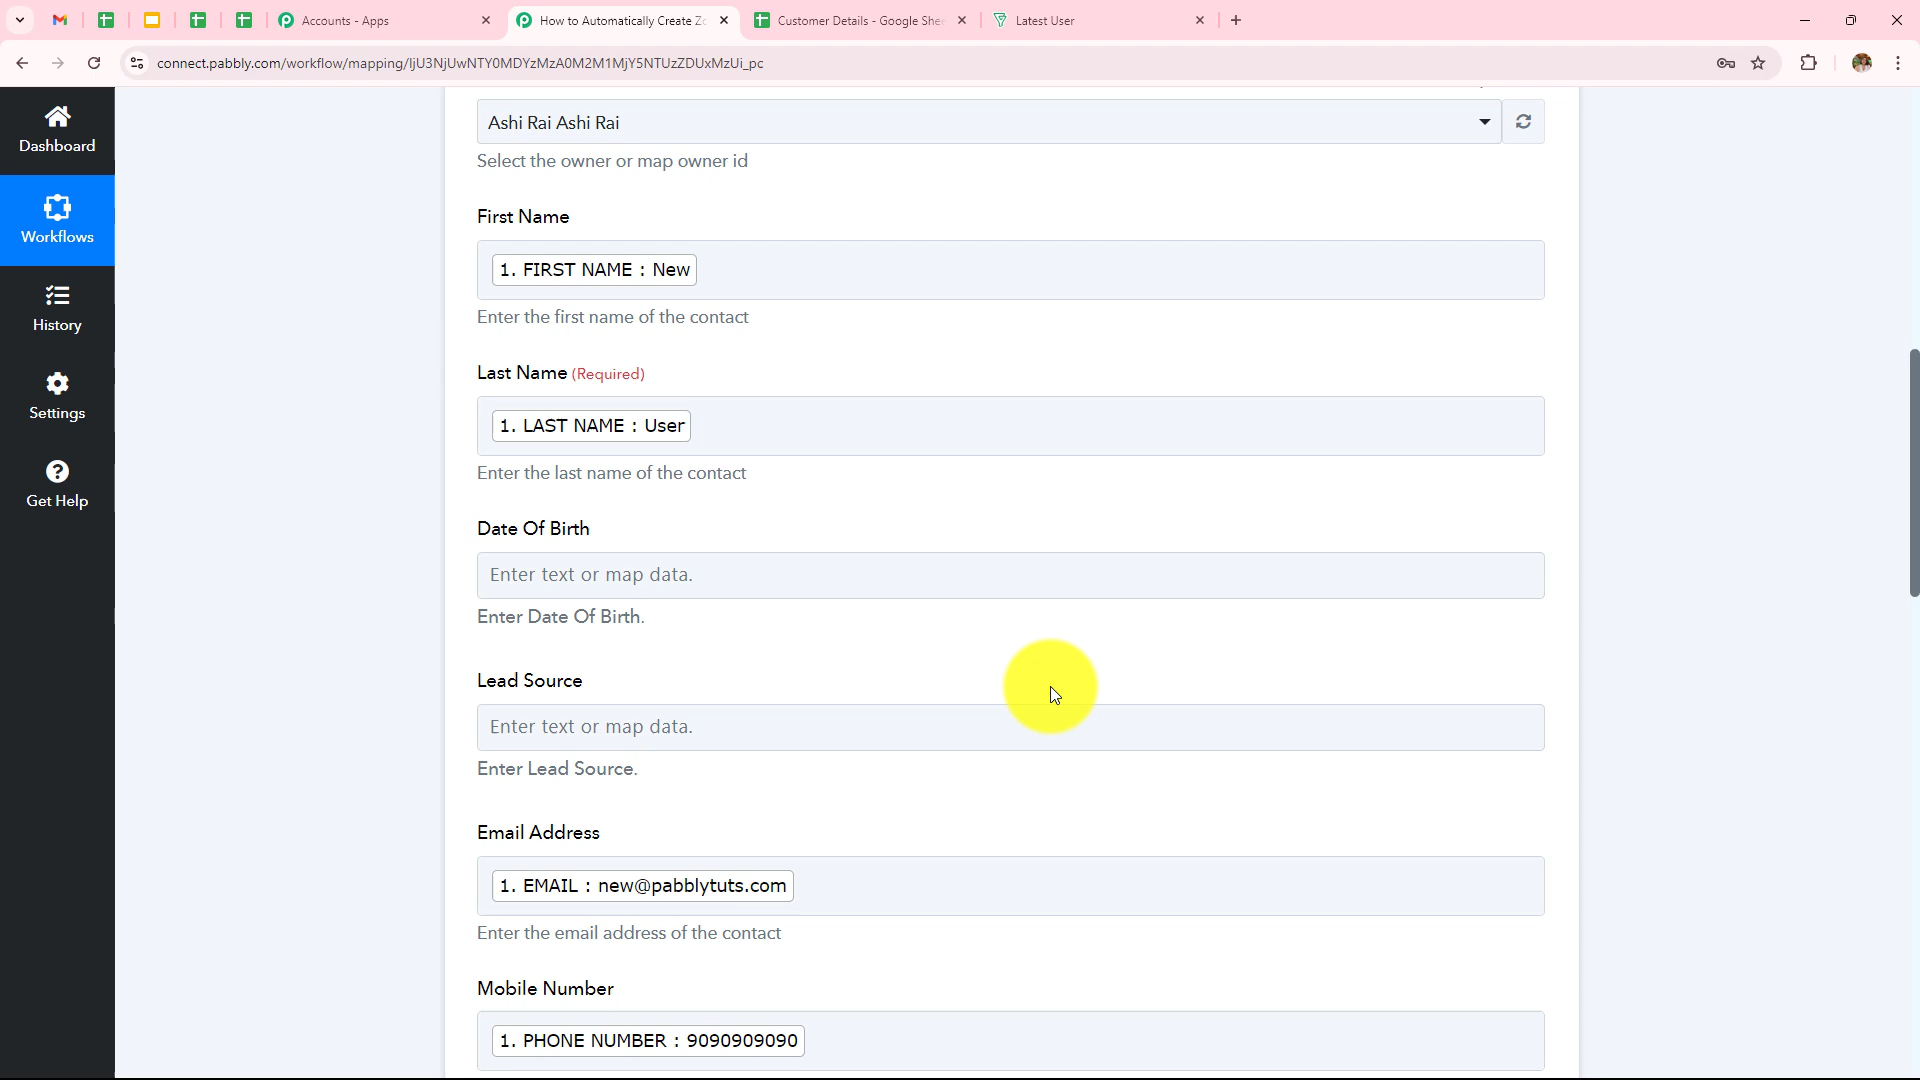 Accounts - Apps
How to Automatically Create Zo
Customer Details - Google She
Latest User
connect.pabbly.com/workflow/mapping/IjU3NjUwNTY0MDYzMzA0M2M1MjY5NTUzZDUxMzUi_pc
Dashboard
Workflows
History
Settings
Get Help
Ashi Rai Ashi Rai
Select the owner or map owner id
First Name
1. FIRST NAME : New
Enter the first name of the contact
Last Name (Required)
1. LAST NAME : User
Enter the last name of the contact
Date Of Birth
Enter text or map data.
Enter Date Of Birth.
Lead Source
Enter text or map data.
Enter Lead Source.
Email Address
1. EMAIL : new@pabblytuts.com
Enter the email address of the contact
Mobile Number
1. PHONE NUMBER : 9090909090